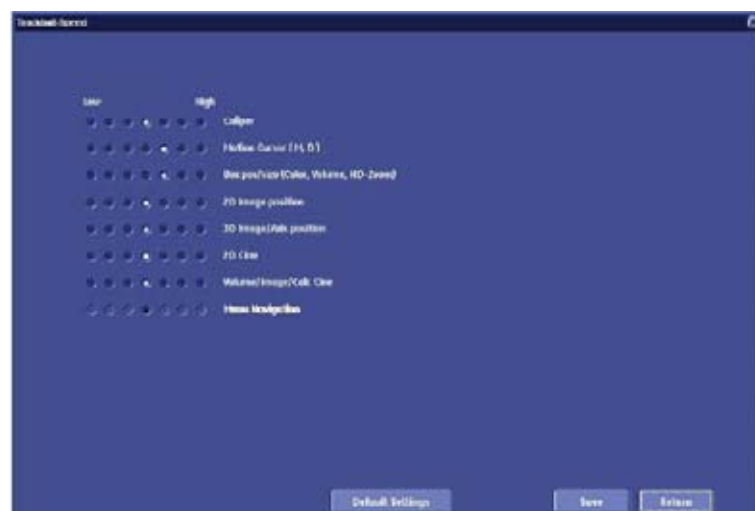 Trackball-Speed
Low High
Caliper
Motion Cursor ( M, D )
Box pos/size (Color, Volume, HD-Zoom)
2D Image position
3D Image/Axis position
2D Cine
Volume/Image/Calc Cine
Menu Navigation
Default Settings Save Return